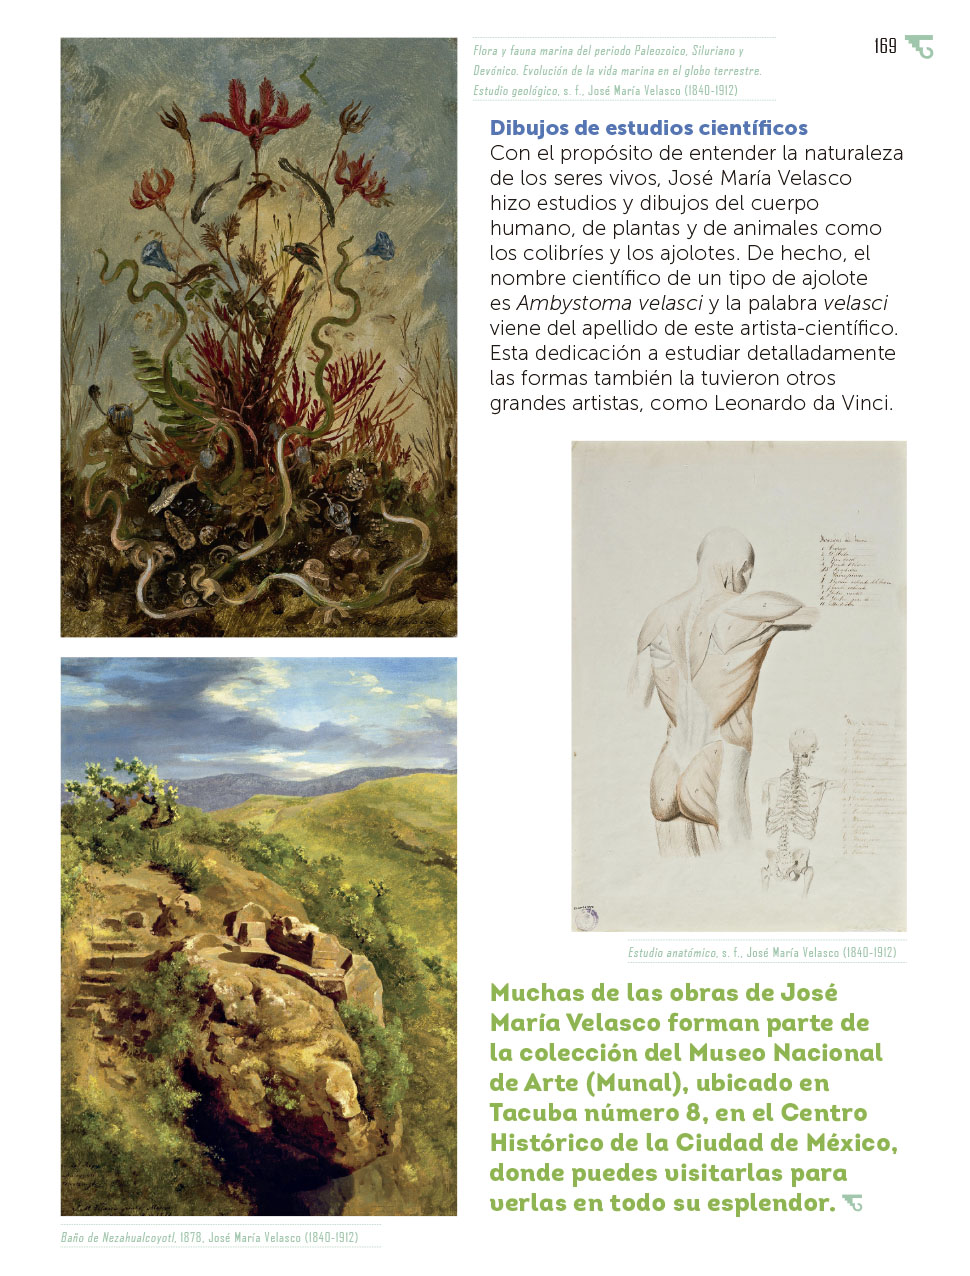 169
Flora y fauna marina del periodo Paleozoico, Siluriano y
Devónico. Evolución de la vida marina en el globo terrestre.
Estudio geológico, s. f., José María Velasco (1840-1912)
Dibujos de estudios científicos
Con el propósito de entender la naturaleza
de los seres vivos, José María Velasco
hizo estudios y dibujos del cuerpo
humano, de plantas y de animales como
los colibríes y los ajolotes. De hecho, el
nombre científico de un tipo de ajolote
es Ambystoma velasci y la palabra velasci
viene del apellido de este artista-científico.
Esta dedicación a estudiar detalladamente
las formas también la tuvieron otros
grandes artistas, como Leonardo da Vinci.
Estudio anatómico, s. f., José María Velasco (1840-1912)
Muchas de las obras de José
María Velasco forman parte de
la colección del Museo Nacional
de Arte (Munal), ubicado en
Tacuba número 8, en el Centro
Histórico de la Ciudad de México,
donde puedes visitarlas para
verlas en todo su esplendor.
Baño de Nezahualcoyotl, 1878, José María Velasco (1840-1912)